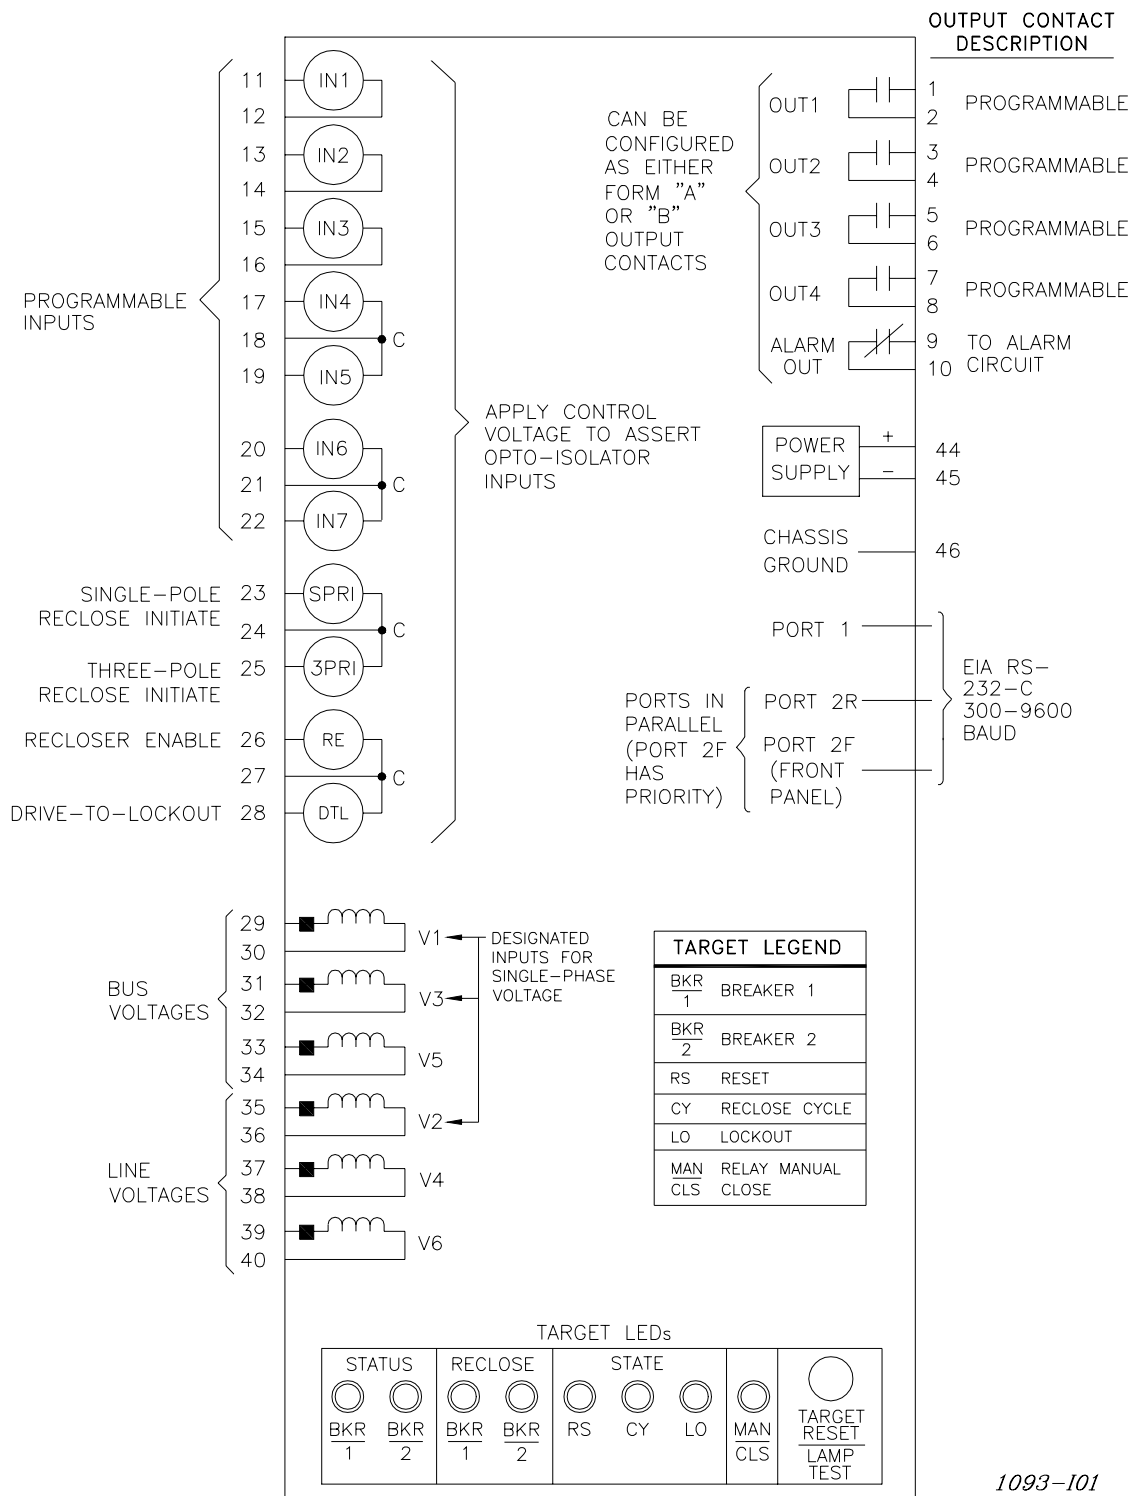 OUTPUT CONTACT
DESCRIPTION
PROGRAMMABLE
INPUTS
11
IN1
12
13
IN2
14
15
IN3
16
17
IN4
18
C
19
IN5
20
IN6
21
C
22
IN7
SINGLE-POLE
RECLOSE INITIATE
23
SPRI
24
C
THREE-POLE
RECLOSE INITIATE
25
3PRI
RECLOSER ENABLE
26
RE
27
C
DRIVE-TO-LOCKOUT
28
DTL
APPLY CONTROL
VOLTAGE TO ASSERT
OPTO-ISOLATOR
INPUTS
CAN BE
CONFIGURED
AS EITHER
FORM "A"
OR "B"
OUTPUT
CONTACTS
OUT1
1
2
PROGRAMMABLE
OUT2
3
4
PROGRAMMABLE
OUT3
5
6
PROGRAMMABLE
OUT4
7
8
PROGRAMMABLE
ALARM
OUT
9
10
TO ALARM
CIRCUIT
POWER
SUPPLY
+
44
-
45
CHASSIS
GROUND
46
PORT 1
PORTS IN
PARALLEL
(PORT 2F
HAS
PRIORITY)
PORT 2R
PORT 2F
(FRONT
PANEL)
EIA RS-
232-C
300-9600
BAUD
BUS
VOLTAGES
29
30
V1
31
32
V3
33
34
V5
LINE
VOLTAGES
35
36
V2
37
38
V4
39
40
V6
DESIGNATED
INPUTS FOR
SINGLE-PHASE
VOLTAGE
TARGET LEGEND
BKR
1
BREAKER 1
BKR
2
BREAKER 2
RS RESET
CY RECLOSE CYCLE
LO LOCKOUT
MAN RELAY MANUAL
CLS CLOSE
TARGET LEDs
STATUS
BKR
1
BKR
2
RECLOSE
BKR
1
BKR
2
STATE
RS
CY
LO
MAN
CLS
TARGET
RESET
LAMP
TEST
1093-I01